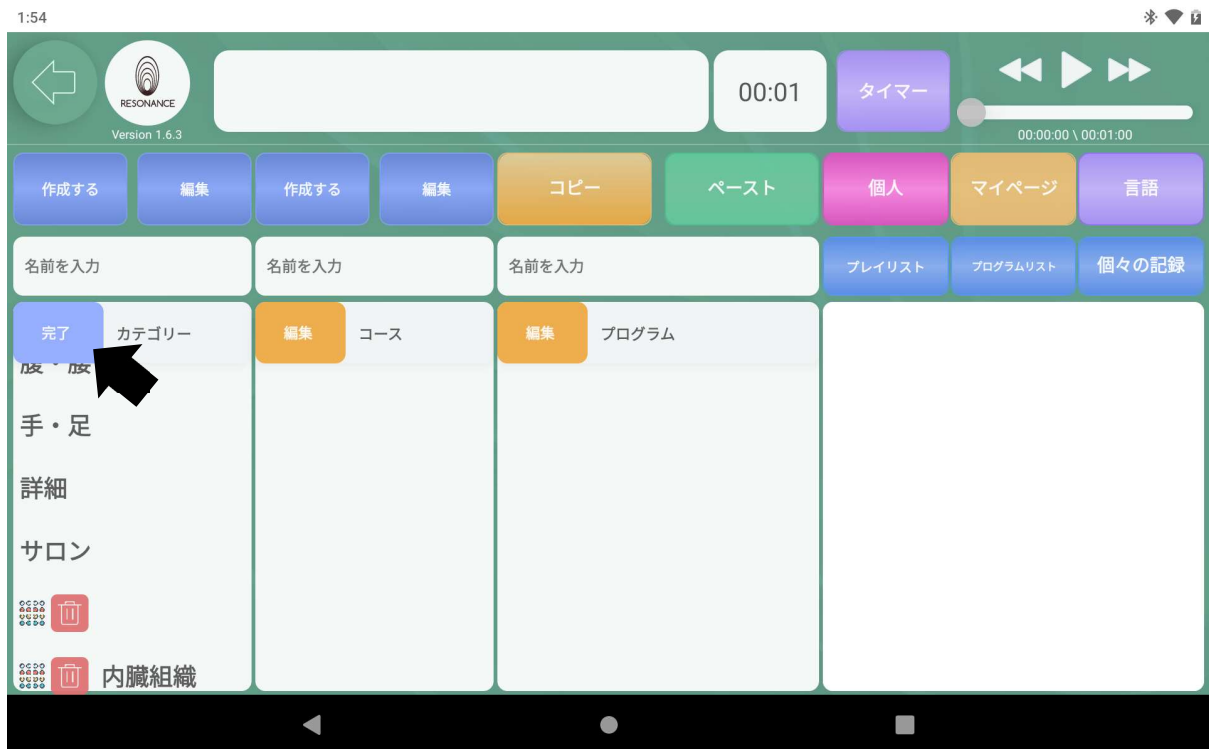 1:54
RESONANCE
Version 1.6.3
00:01
タイマー
00:00:00 \ 00:01:00
作成する
編集
作成する
編集
コピー
ペースト
個人
マイページ
言語
名前を入力
名前を入力
名前を入力
プレイリスト
プログラムリスト
個々の記録
完了
カテゴリー
編集
コース
編集
プログラム
腹・腰
手・足
詳細
サロン
内臓組織